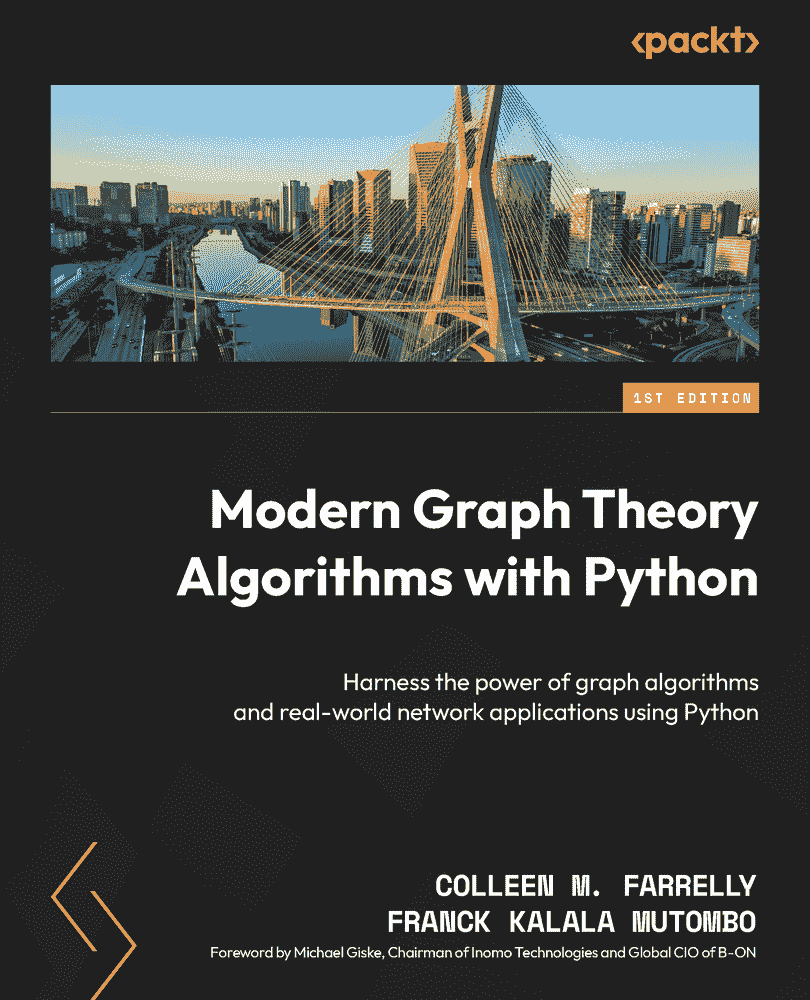 <packt>
1ST EDITION
Modern Graph Theory
Algorithms with Python
Harness the power of graph algorithms
and real-world network applications using Python
COLLEEN M. FARRELLY
FRANCK KALALA MUTOMBO
Foreword by Michael Giske, Chairman of Inomo Technologies and Global CIO of B-ON